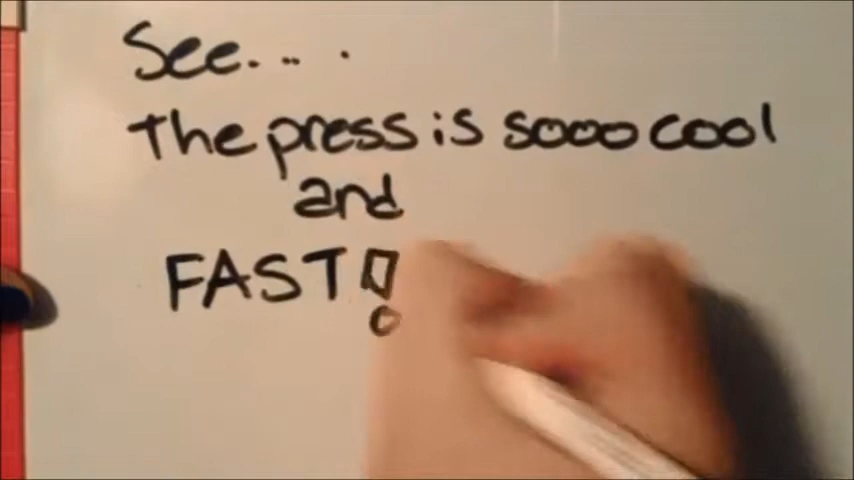 See.... .
the press is sooo cool
and
FAST!